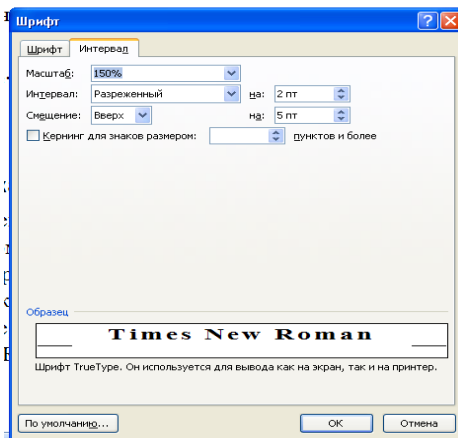 Шрифт
Шрифт Интервал
Масштаб: 150%
Интервал: Разреженный на: 2 пт
Смещение: Вверх на: 5 пт
Кернинг для знаков размером: пунктов и более
Образец
Times New Roman
Шрифт TrueType. Он используется для вывода как на экран, так и на принтер.
По умолчанию... ОК Отмена